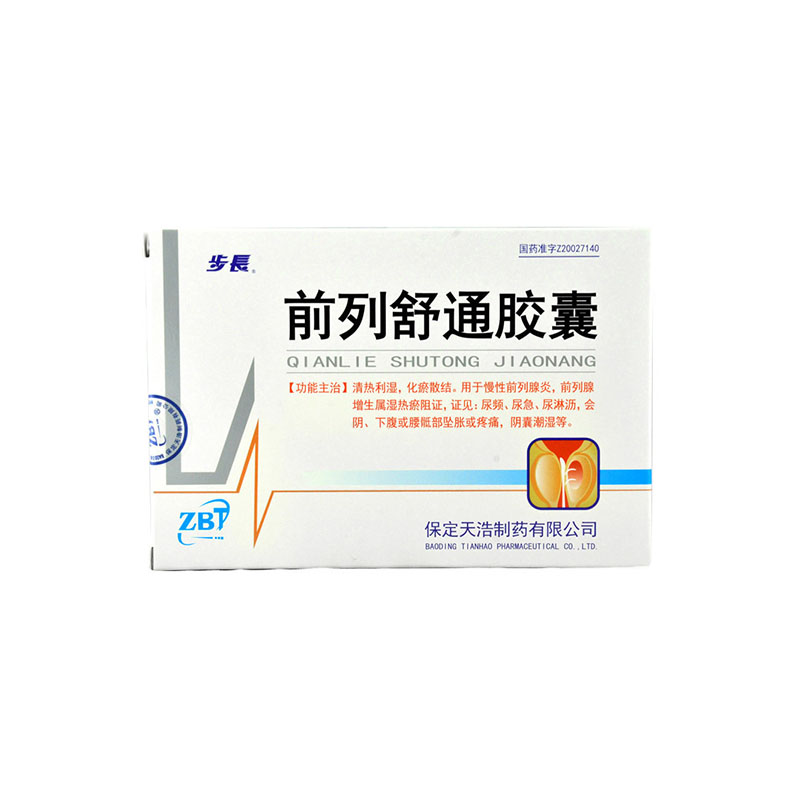 步長®
国药准字Z20027140
前列舒通胶囊
QIANLIE SHUTONG JIAONANG
【功能主治】清热利湿，化瘀散结。用于慢性前列腺炎，前列腺
增生属湿热瘀阻证，证见：尿频、尿急、尿淋沥，会
阴、下腹或腰骶部坠胀或疼痛，阴囊潮湿等。
ZBT
ZBT
保定天浩制药有限公司
BAODING TIANHAO PHARMACEUTICAL CO., LTD.